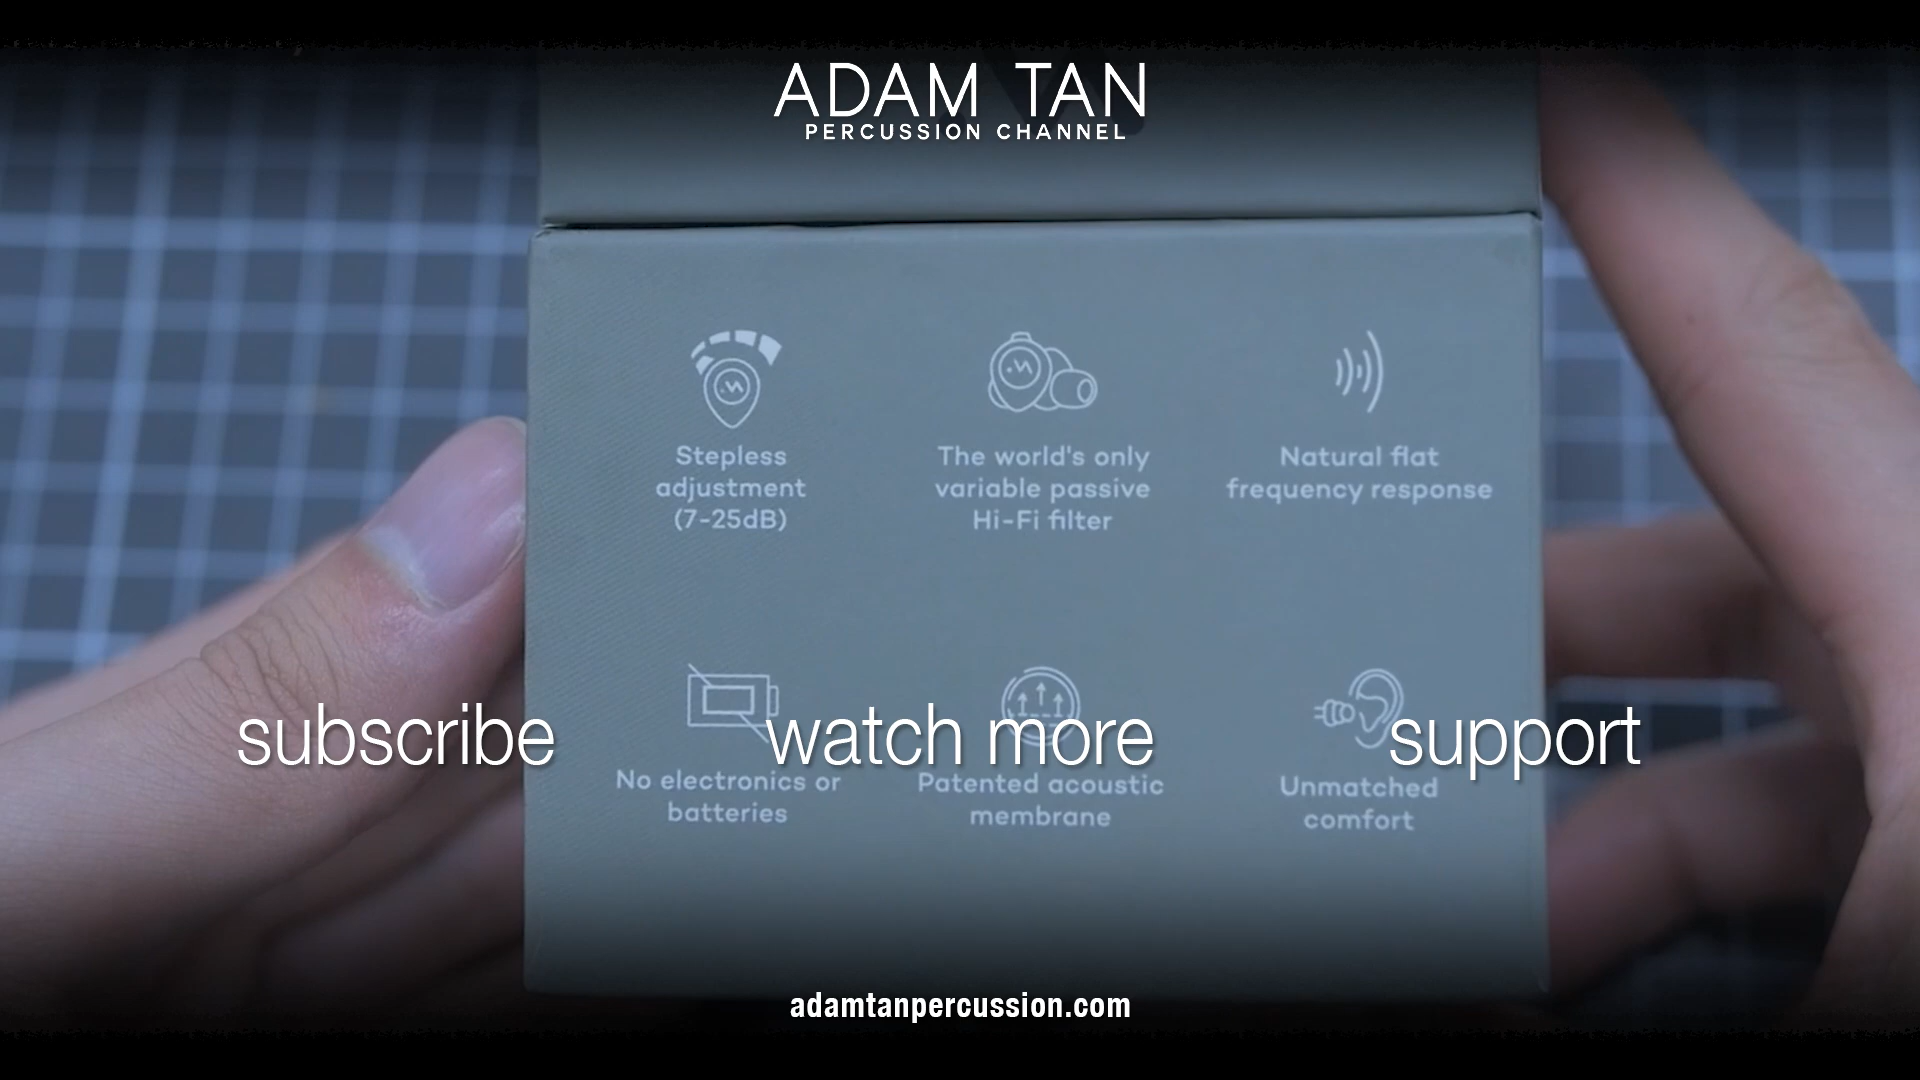 ADAM TAN
PERCUSSION CHANNEL
Stepless
adjustment
(7-25dB)
The world's only
variable passive
Hi-Fi filter
Natural flat
frequency response
subscribe
watch more
support
No electronics or
batteries
Patented acoustic
membrane
Unmatched
comfort
adamtanpercussion.com